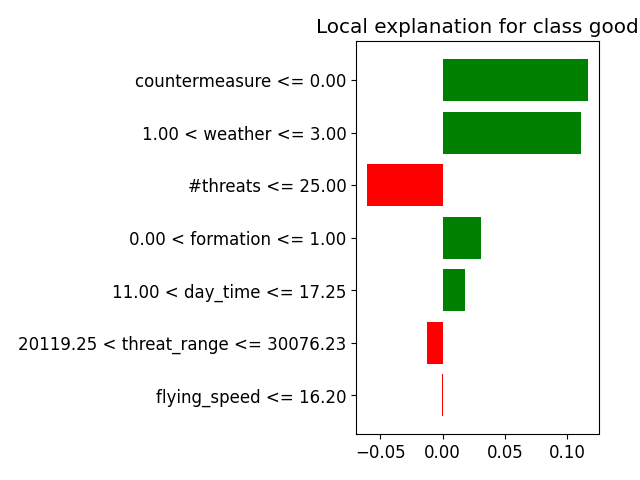 Local explanation for class good
countermeasure <= 0.00
1.00 < weather <= 3.00
#threats <= 25.00
0.00 < formation <= 1.00
11.00 < day_time <= 17.25
20119.25 < threat_range <= 30076.23
flying_speed <= 16.20
−0.05 0.00 0.05 0.10